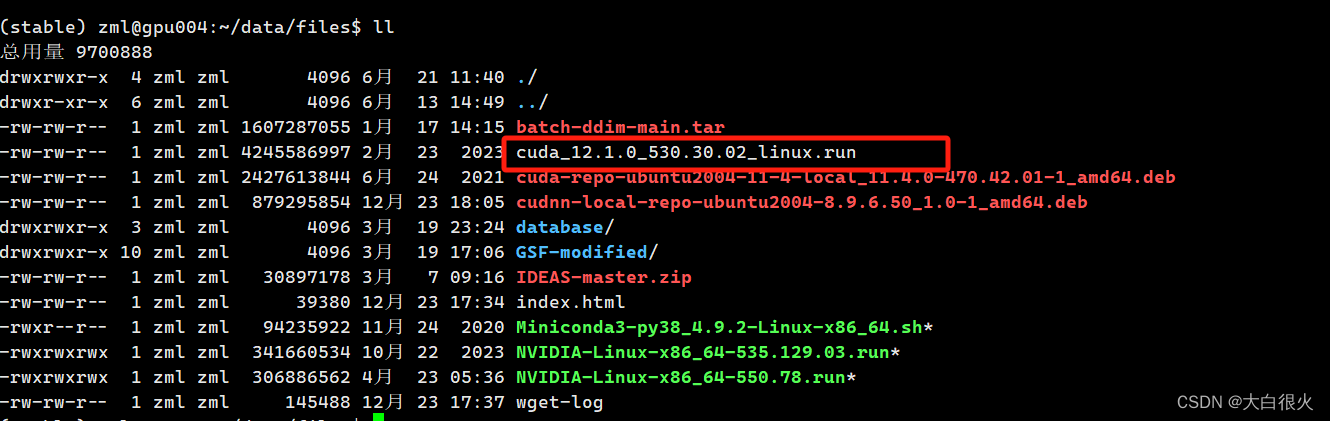 (stable) zml@gpu004:~/data/files$ ll
总用量 9700888
drwxrwxr-x  4 zml zml       4096 6月  21 11:40 ./
drwxr-xr-x  6 zml zml       4096 6月  13 14:49 ../
-rw-rw-r--  1 zml zml 1607287055 1月  17 14:15 batch-ddim-main.tar
-rw-rw-r--  1 zml zml 4245586997 2月  23  2023 cuda_12.1.0_530.30.02_linux.run
-rw-rw-r--  1 zml zml 2427613844 6月  24  2021 cuda-repo-ubuntu2004-11-4-local_11.4.0-470.42.01-1_amd64.deb
-rw-rw-r--  1 zml zml  879295854 12月 23 18:05 cudnn-local-repo-ubuntu2004-8.9.6.50_1.0-1_amd64.deb
drwxrwxr-x  3 zml zml       4096 3月  19 23:24 database/
drwxrwxr-x 10 zml zml       4096 3月  19 17:06 GSF-modified/
-rw-rw-r--  1 zml zml   30897178 3月   7 09:16 IDEAS-master.zip
-rw-rw-r--  1 zml zml      39380 12月 23 17:34 index.html
-rwxr--r--  1 zml zml   94235922 11月 24  2020 Miniconda3-py38_4.9.2-Linux-x86_64.sh*
-rwxrwxrwx  1 zml zml  341660534 10月 22  2023 NVIDIA-Linux-x86_64-535.129.03.run*
-rwxrwxrwx  1 zml zml  306886562 4月  23 05:36 NVIDIA-Linux-x86_64-550.78.run*
-rw-rw-r--  1 zml zml     145488 12月 23 17:37 wget-log
CSDN @大白很火